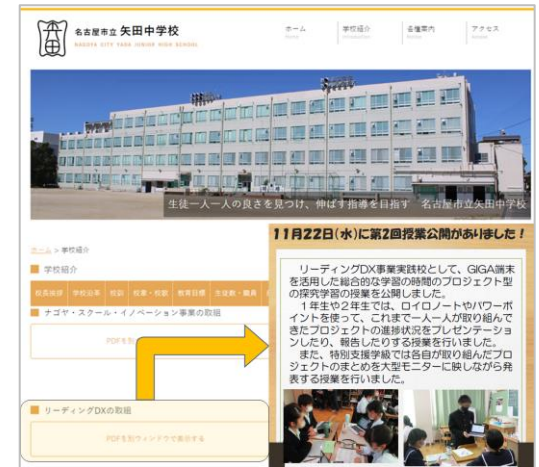 名古屋市立 矢田中学校
NAGOYA CITY YADA JUNIOR HIGH SCHOOL
ホーム 学校紹介 各種案内 アクセス
生徒一人一人の良さを見つけ、伸ばす指導を目指す 名古屋市立矢田中学校
ホーム > 学校紹介
学校紹介
校長挨拶 学校沿革 校訓 校章・校歌 教育目標 生徒数・職員
ナゴヤ・スクール・イノベーション事業の取組
PDFを別ウィン
リーディングDXの取組
PDFを別ウィンドウで表示する
11月22日(水)に第2回授業公開がありました!
リーディングDX事業実践校として、GIGA端末
を活用した総合的な学習の時間のプロジェクト型
の探究学習の授業を公開しました。
1年生や2年生では、ロイロノートやパワーポ
イントを使って、これまで一人一人が取り組んで
きたプロジェクトの進捗状況をプレゼンテーショ
ンしたり、報告したりする授業を行いました。
また、特別支援学級では各自が取り組んだプロ
ジェクトのまとめを大型モニターに映しながら発
表する授業を行いました。